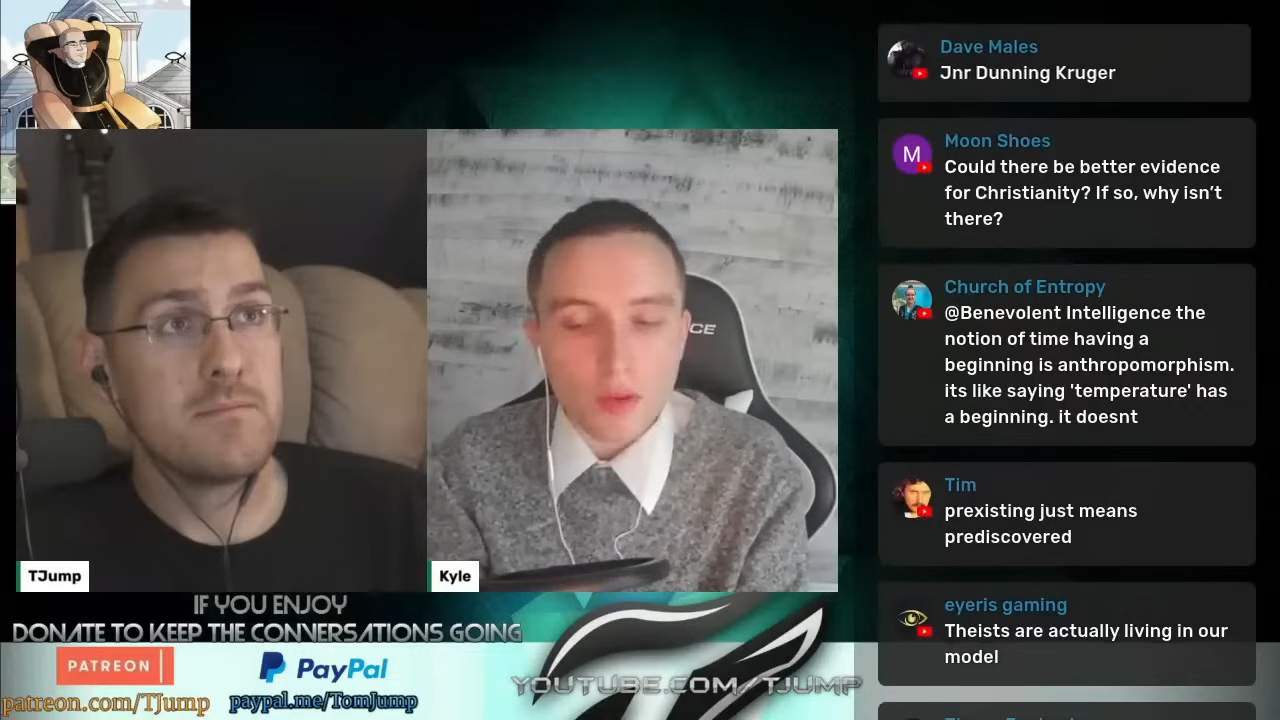 Dave Males
Jnr Dunning Kruger
Moon Shoes
M
Could there be better evidence
for Christianity? If so, why isn’t
there?
Church of Entropy
@Benevolent Intelligence the
notion of time having a
beginning is anthropomorphism.
its like saying 'temperature' has
a beginning. it doesnt
Tim
prexisting just means
prediscovered
eyeris gaming
Theists are actually living in our
model
CE
TJump
Kyle
IF YOU ENJOY
DONATE TO KEEP THE CONVERSATIONS GOING
PATREON
PayPal
patreon.com/TJump
paypal.me/TomJump
YOUTUBE.COM/TJUMP